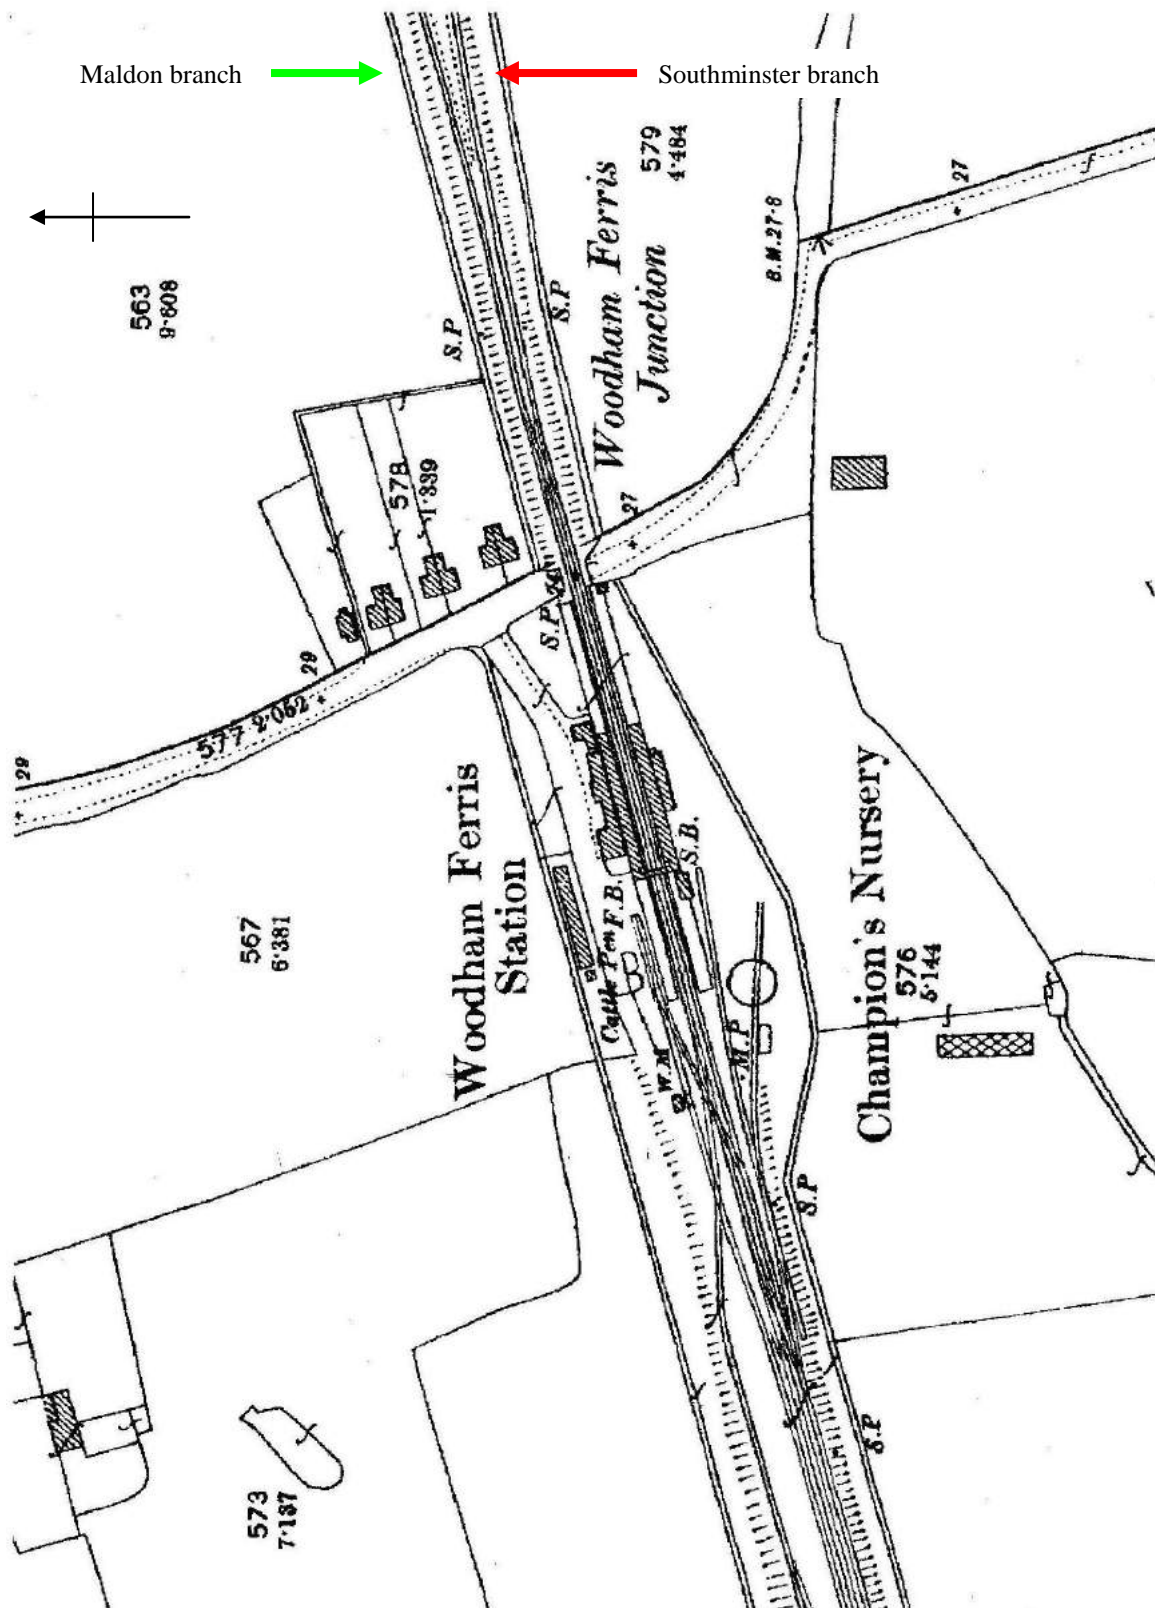 Maldon branch
Southminster branch
579
4·484
27
B.M.27·8
563
9·608
S.P
S.P
Woodham Ferris
Junction
578
1·339
27
S.P
29
577 2·052
29
Woodham Ferris
Station
567
6·381
Cattle Pen
F.B.
S.B.
W.M
M.P
Champion's Nursery
576
5·144
S.P
S.P
573
7·137